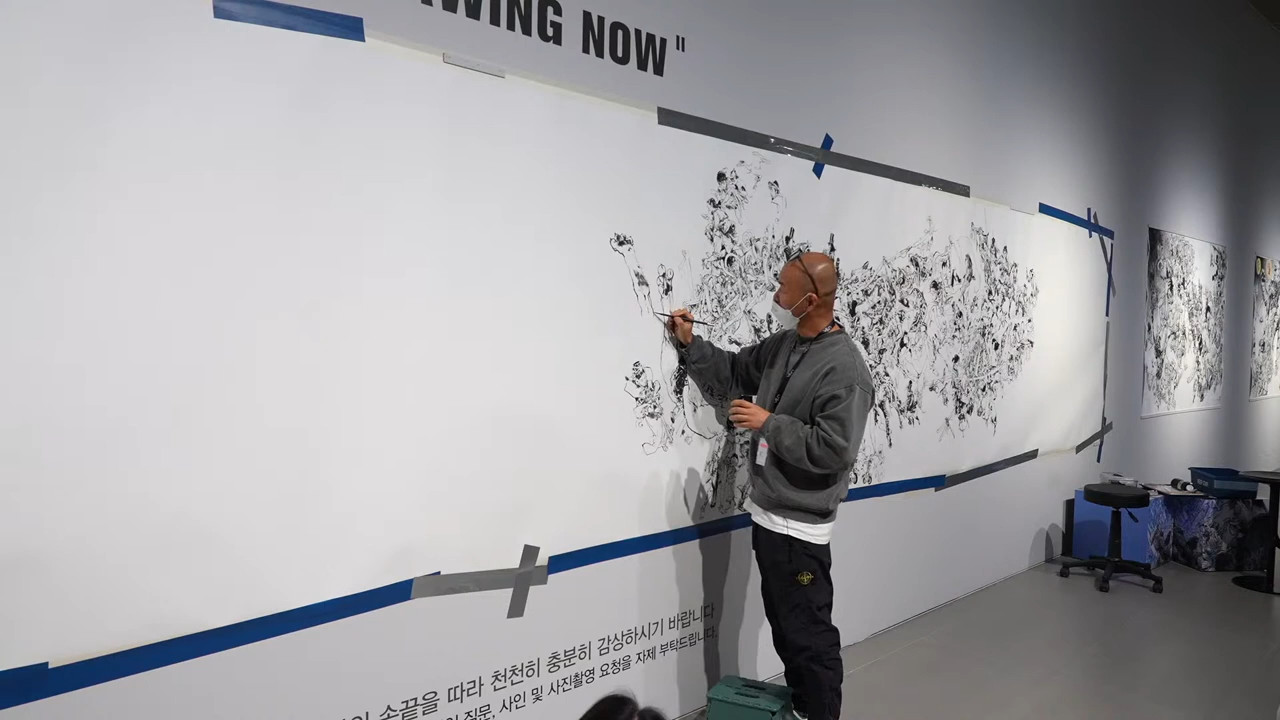 WING NOW"
손끝을 따라 천천히 충분히 감상하시기 바랍니다
질문, 사인 및 사진촬영 요청을 자제 부탁드립니다.